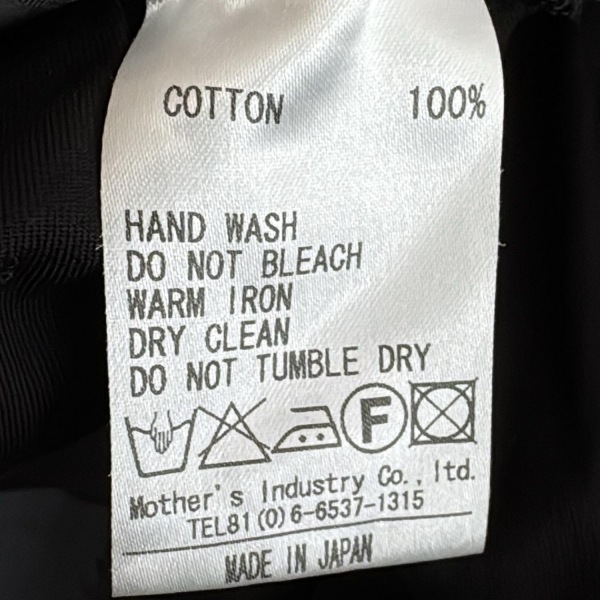 COTTON 100%
HAND WASH
DO NOT BLEACH
WARM IRON
DRY CLEAN
DO NOT TUMBLE DRY
F
Mother's Industry Co., ltd.
TEL81(0)6-6537-1315
MADE IN JAPAN